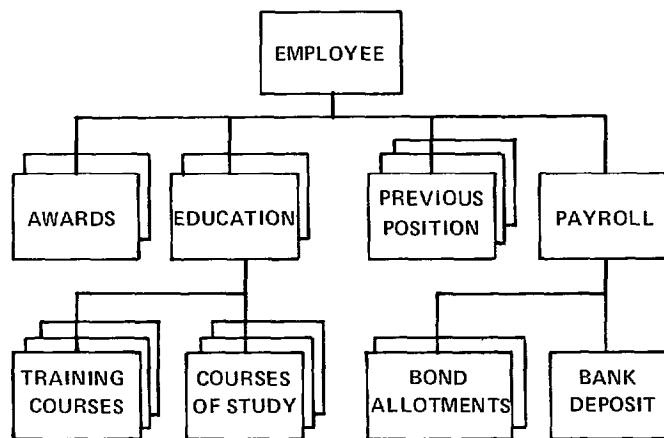 EMPLOYEE
AWARDS
EDUCATION
PREVIOUS
POSITION
PAYROLL
TRAINING
COURSES
COURSES
OF STUDY
BOND
ALLOTMENTS
BANK
DEPOSIT